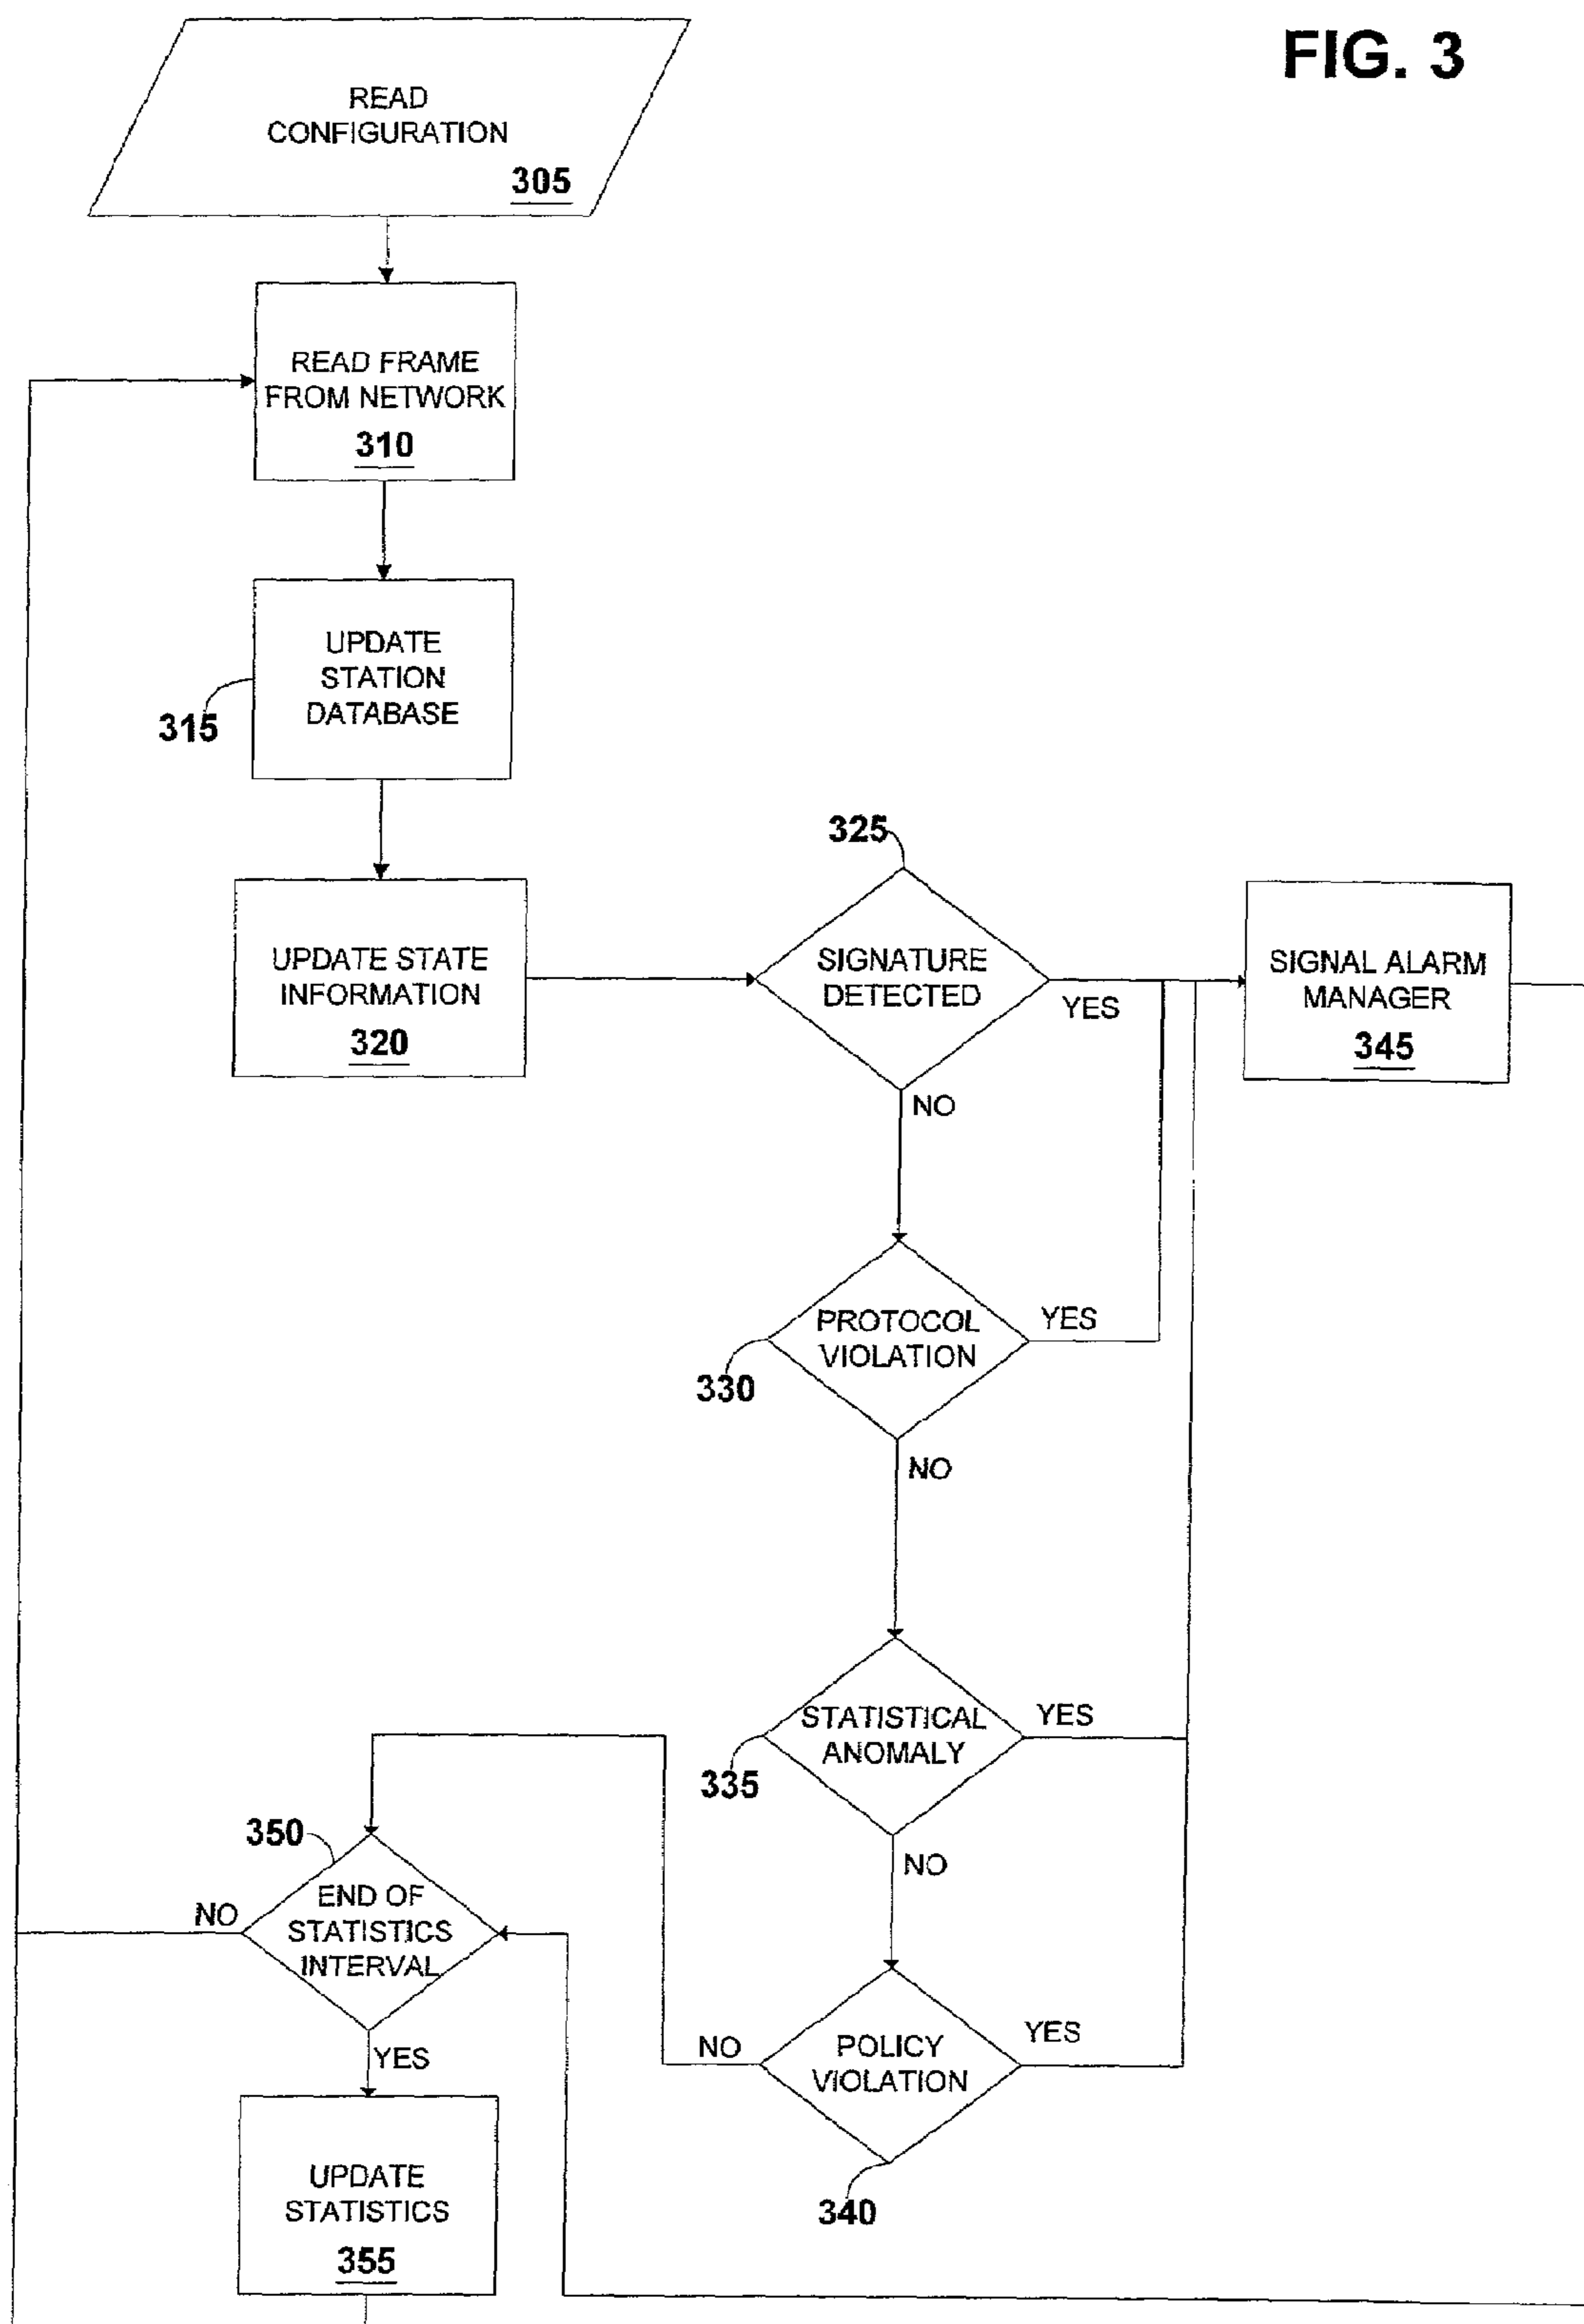 FIG. 3
READ
CONFIGURATION
305
READ FRAME
FROM NETWORK
310
UPDATE
STATION
DATABASE
315
325
UPDATE STATE
INFORMATION
320
SIGNATURE
DETECTED
YES
SIGNAL ALARM
MANAGER
345
NO
PROTOCOL
VIOLATION
YES
330
NO
STATISTICAL
ANOMALY
YES
335
NO
350
END OF
STATISTICS
INTERVAL
NO
YES
POLICY
VIOLATION
NO
YES
340
UPDATE
STATISTICS
355